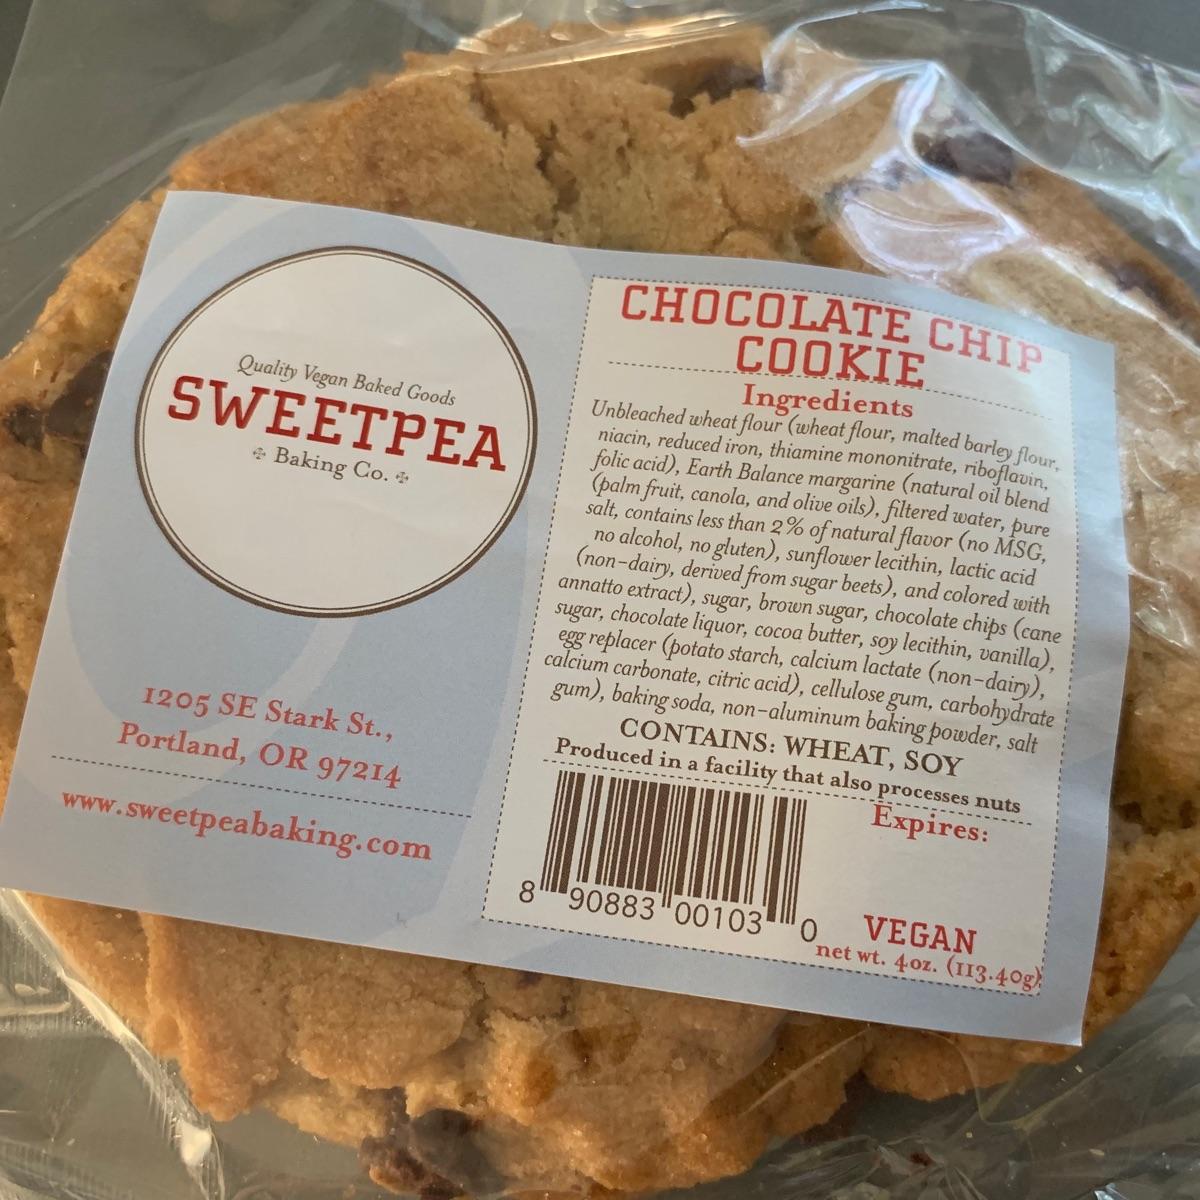 Quality Vegan Baked Goods
SWEETPEA
Baking Co.
1205 SE Stark St.,
Portland, OR 97214
www.sweetpeabaking.com
CHOCOLATE CHIP
COOKIE
Ingredients
Unbleached wheat flour (wheat flour, malted barley flour,
niacin, reduced iron, thiamine mononitrate, riboflavin,
folic acid), Earth Balance margarine (natural oil blend
(palm fruit, canola, and olive oils), filtered water, pure
salt, contains less than 2% of natural flavor (no MSG,
no alcohol, no gluten), sunflower lecithin, lactic acid
(non-dairy, derived from sugar beets), and colored with
annatto extract), sugar, brown sugar, chocolate chips (cane
sugar, chocolate liquor, cocoa butter, soy lecithin, vanilla),
egg replacer (potato starch, calcium lactate (non-dairy),
calcium carbonate, citric acid), cellulose gum, carbohydrate
gum), baking soda, non-aluminum baking powder, salt
CONTAINS: WHEAT, SOY
Produced in a facility that also processes nuts
Expires:
8 90883 00103 0
VEGAN
net wt. 4oz. (113.40g)